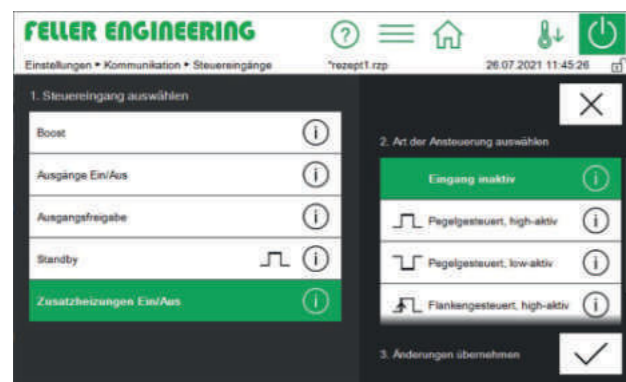 FELLER ENGINEERING
Einstellungen ▸ Kommunikation ▸ Steuereingänge
*rezept1.rzp
26.07.2021 11:45:26
1. Steuereingang auswählen
Boost
Ausgänge Ein/Aus
Ausgangsfreigabe
Standby
Zusatzheizungen Ein/Aus
2. Art der Ansteuerung auswählen
Eingang inaktiv
Pegelgesteuert, high-aktiv
Pegelgesteuert, low-aktiv
Flankengesteuert, high-aktiv
3. Änderungen übernehmen